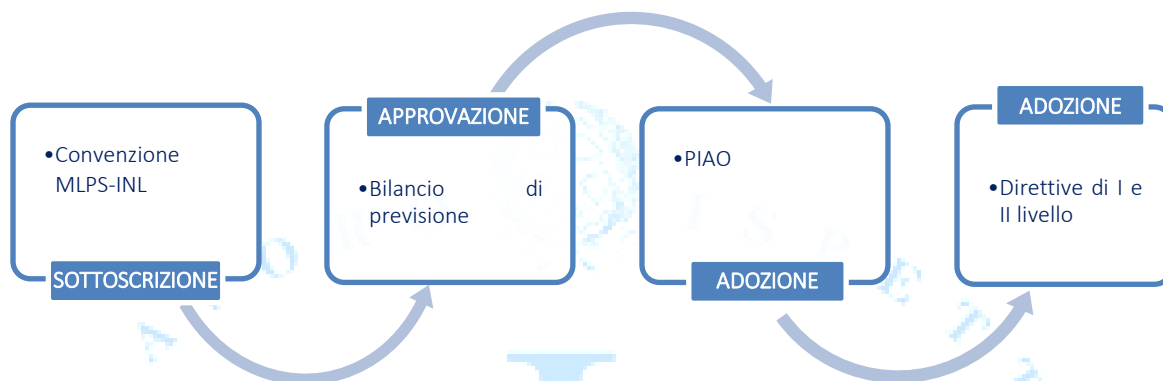 •Convenzione
MLPS-INL
SOTTOSCRIZIONE
APPROVAZIONE
•Bilancio di
previsione
•PIAO
ADOZIONE
ADOZIONE
•Direttive di I e
II livello